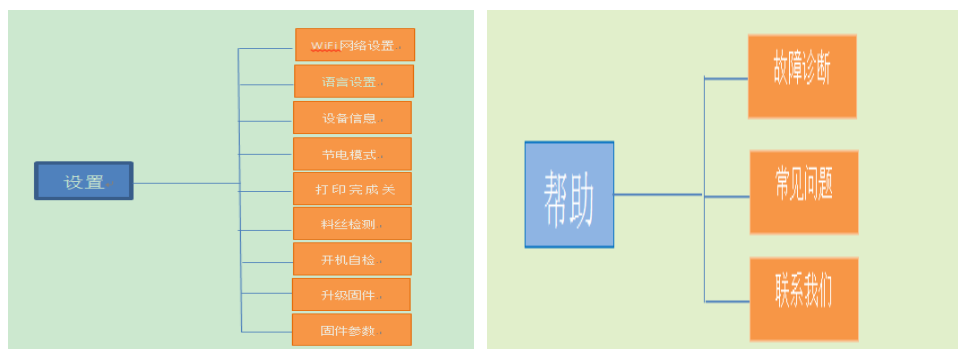 设置
WiFi网络设置
语言设置
设备信息
节电模式
打印完成关
料丝检测
开机自检
升级固件
固件参数
帮助
故障诊断
常见问题
联系我们